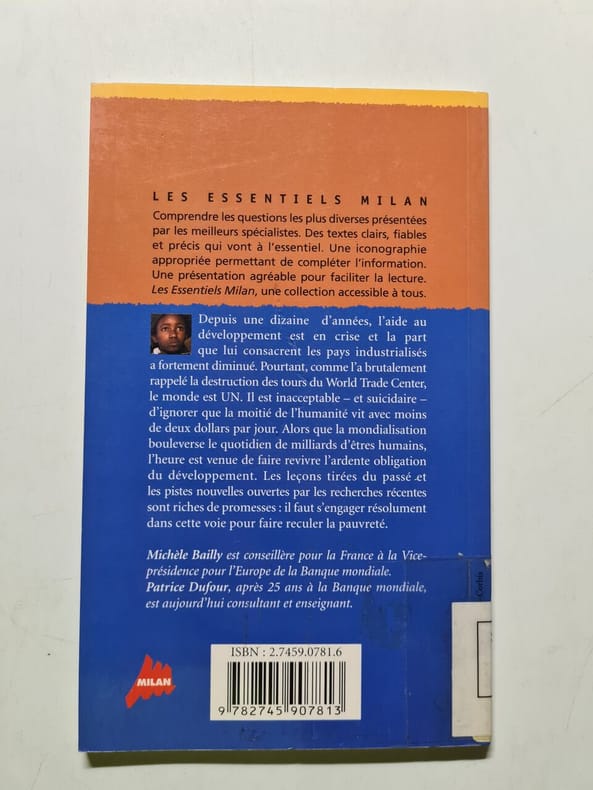 LES ESSENTIELS MILAN
Comprendre les questions les plus diverses présentées
par les meilleurs spécialistes. Des textes clairs, fiables
et précis qui vont à l'essentiel. Une iconographie
appropriée permettant de compléter l'information.
Une présentation agréable pour faciliter la lecture.
Les Essentiels Milan, une collection accessible à tous.
Depuis une dizaine d'années, l'aide au
développement est en crise et la part
que lui consacrent les pays industrialisés
a fortement diminué. Pourtant, comme l'a brutalement
rappelé la destruction des tours du World Trade Center,
le monde est UN. Il est inacceptable – et suicidaire –
d'ignorer que la moitié de l'humanité vit avec moins
de deux dollars par jour. Alors que la mondialisation
bouleverse le quotidien de milliards d'êtres humains,
l'heure est venue de faire revivre l'ardente obligation
du développement. Les leçons tirées du passé et
les pistes nouvelles ouvertes par les recherches récentes
sont riches de promesses : il faut s'engager résolument
dans cette voie pour faire reculer la pauvreté.
Michèle Bailly est conseillère pour la France à la Vice-
présidence pour l'Europe de la Banque mondiale.
Patrice Dufour, après 25 ans à la Banque mondiale,
est aujourd'hui consultant et enseignant.
ISBN : 2.7459.0781.6
9 782745 907813
MILAN